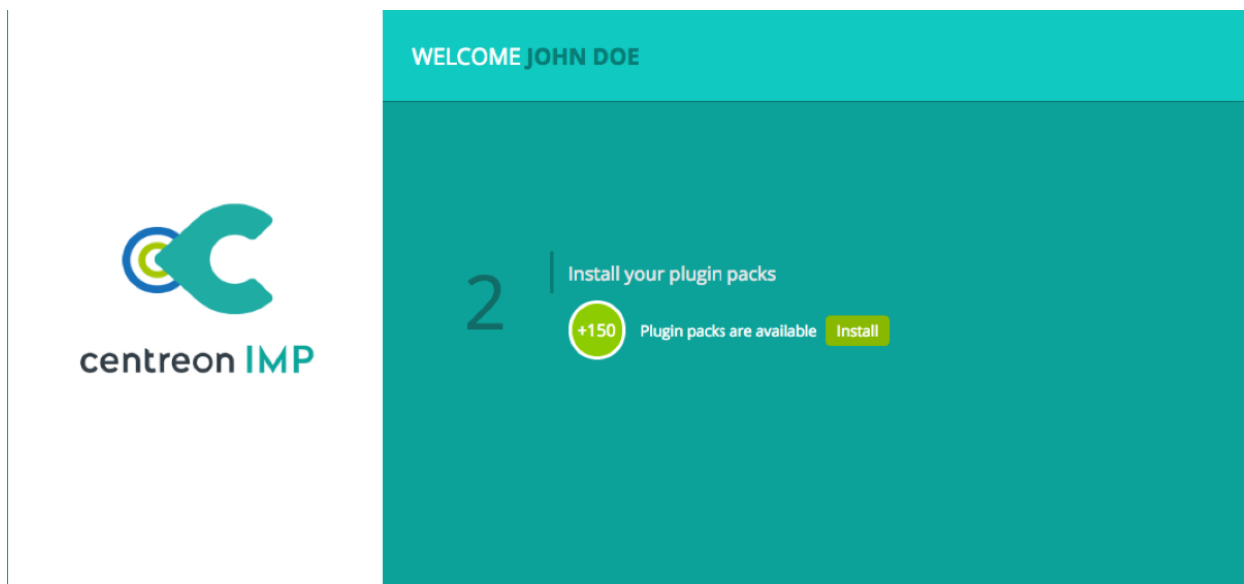 WELCOME JOHN DOE
centreon IMP
2
Install your plugin packs
+150 Plugin packs are available Install